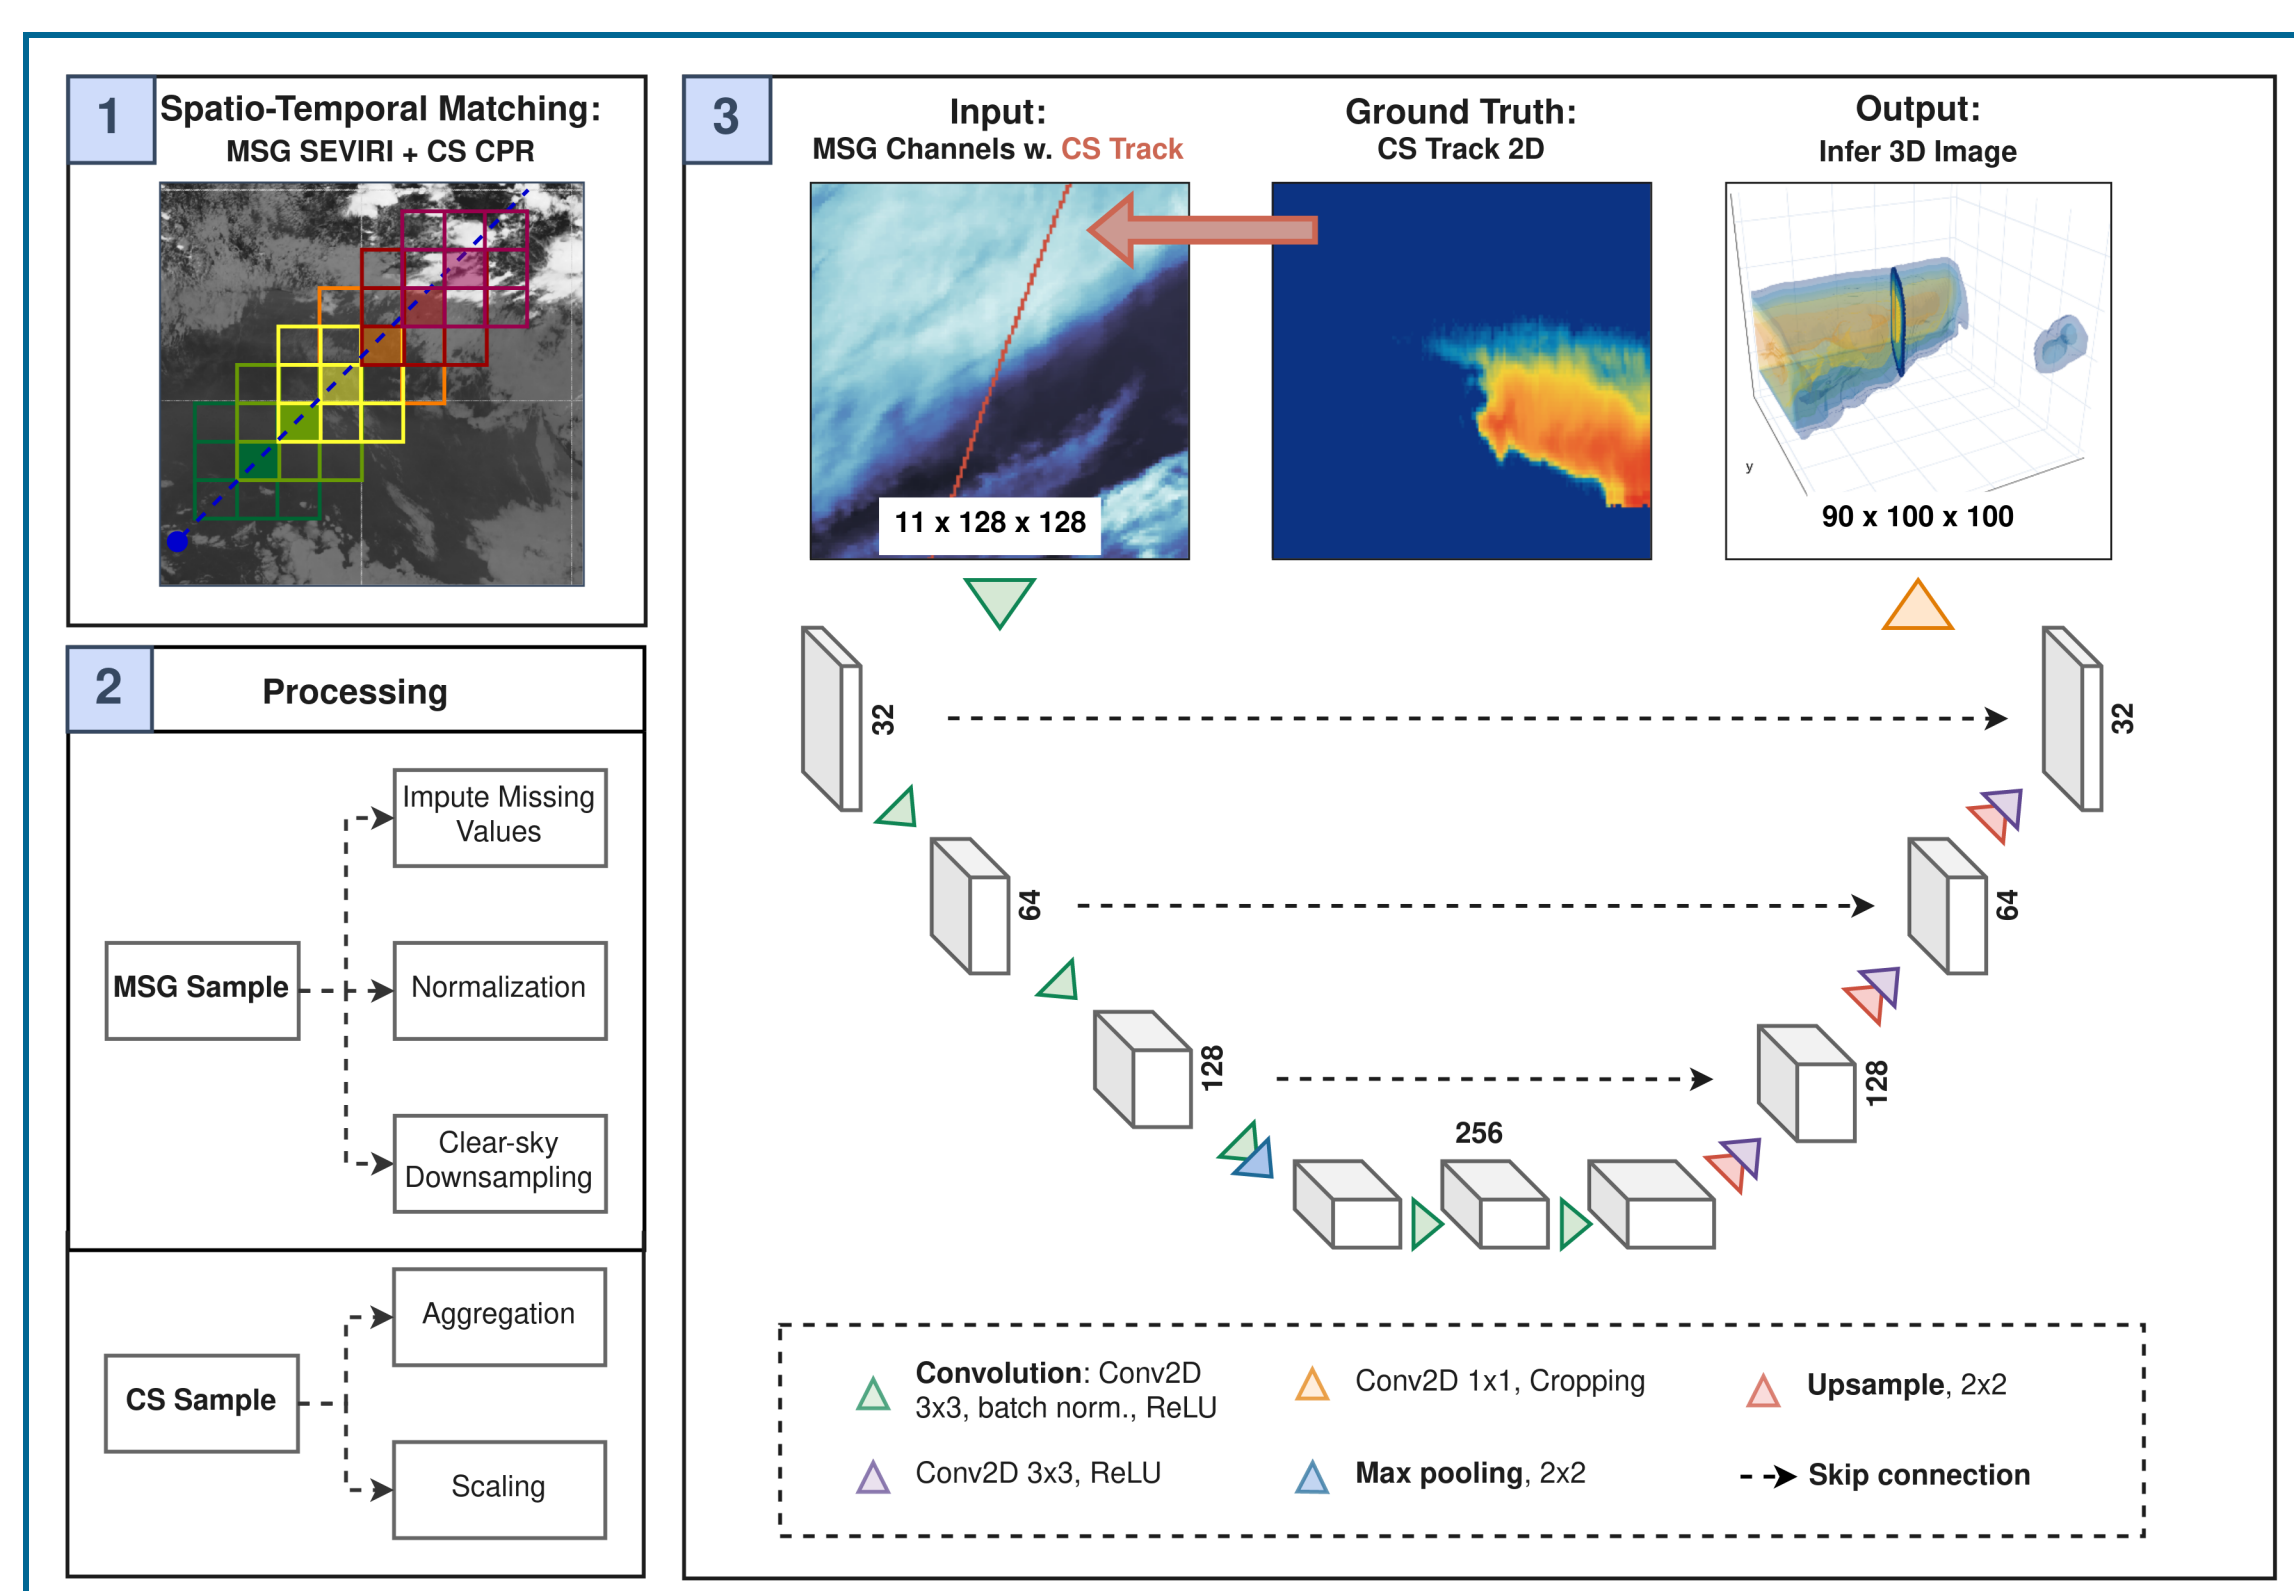 1
Spatio-Temporal Matching:
MSG SEVIRI + CS CPR
2
Processing
MSG Sample
Impute Missing
Values
Normalization
Clear-sky
Downsampling
CS Sample
Aggregation
Scaling
3
Input:
MSG Channels w. CS Track
11 x 128 x 128
Ground Truth:
CS Track 2D
Output:
Infer 3D Image
y
90 x 100 x 100
32
32
64
64
128
128
256
Convolution: Conv2D
3x3, batch norm., ReLU
Conv2D 1x1, Cropping
Upsample, 2x2
Conv2D 3x3, ReLU
Max pooling, 2x2
Skip connection